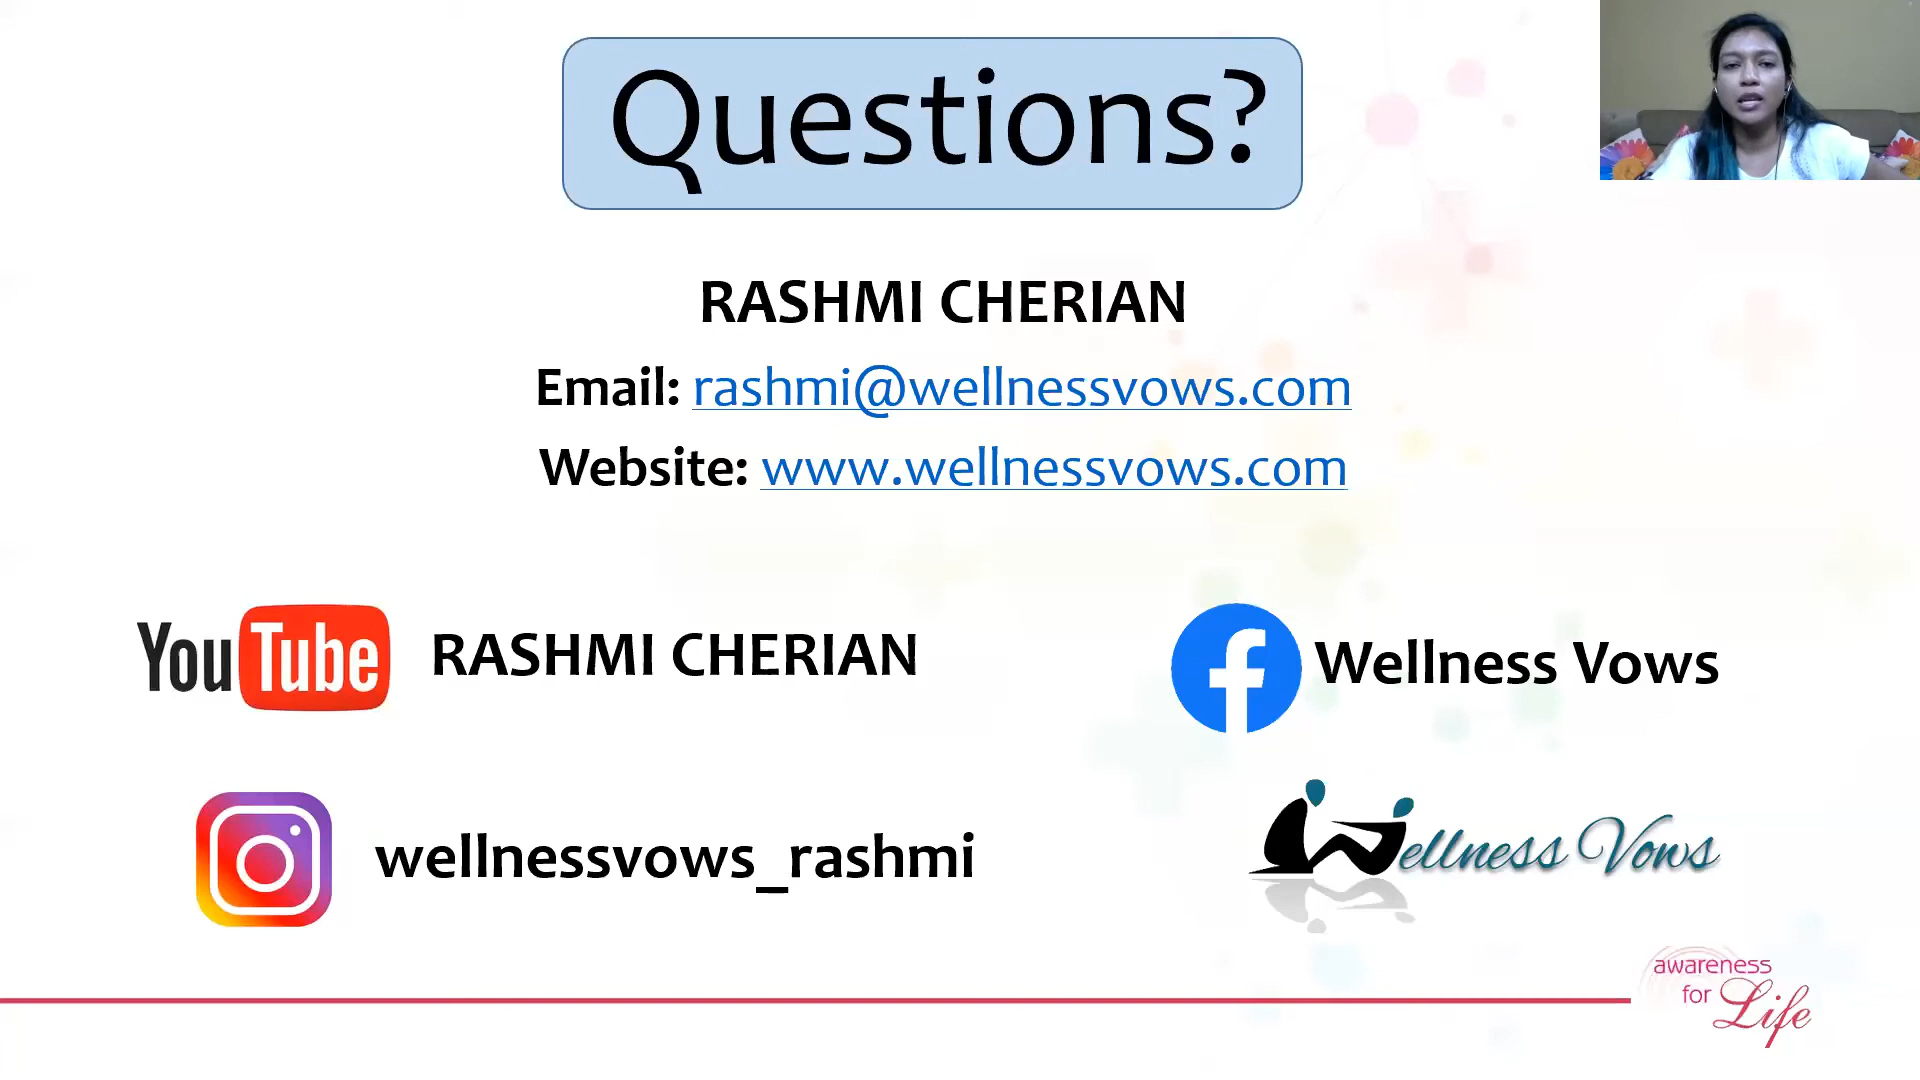 Questions?
RASHMI CHERIAN
Email: rashmi@wellnessvows.com
Website: www.wellnessvows.com
YouTube RASHMI CHERIAN
f Wellness Vows
wellnessvows_rashmi
Wellness Vows
awareness
for Life